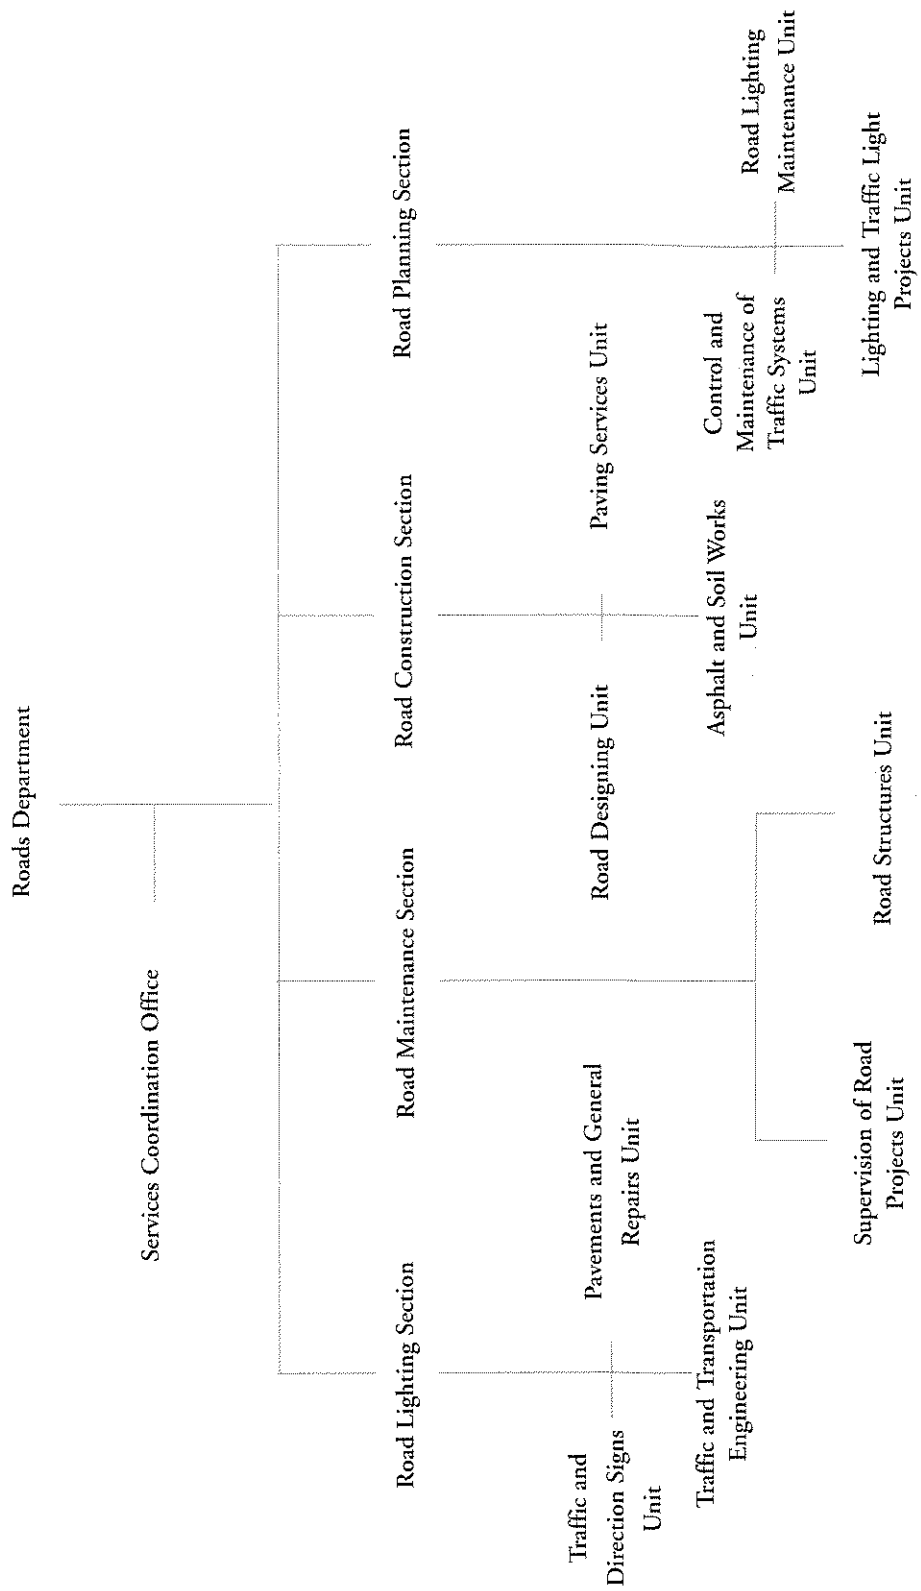 Roads Department
Services Coordination Office
Road Lighting Section
Road Maintenance Section
Road Construction Section
Road Planning Section
Traffic and
Direction Signs
Unit
Pavements and General
Repairs Unit
Traffic and Transportation
Engineering Unit
Supervision of Road
Projects Unit
Road Structures Unit
Road Designing Unit
Paving Services Unit
Asphalt and Soil Works
Unit
Control and
Maintenance of
Traffic Systems
Unit
Road Lighting
Maintenance Unit
Lighting and Traffic Light
Projects Unit